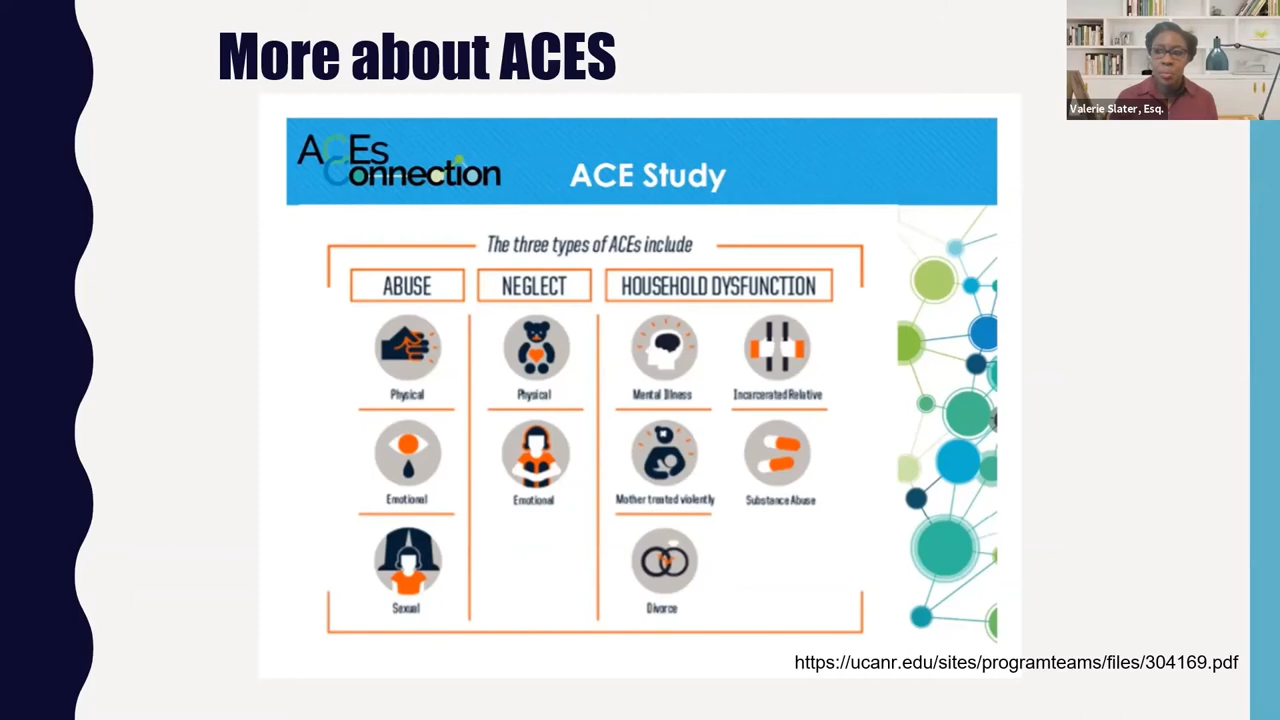 More about ACES
Valerie Slater, Esq.
ACEs
Connection
ACE Study
The three types of ACEs include
ABUSE
NEGLECT
HOUSEHOLD DYSFUNCTION
Physical
Physical
Mental Illness
Incarcerated Relative
Emotional
Emotional
Mother treated violently
Substance Abuse
Sexual
Divorce
https://ucanr.edu/sites/programteams/files/304169.pdf